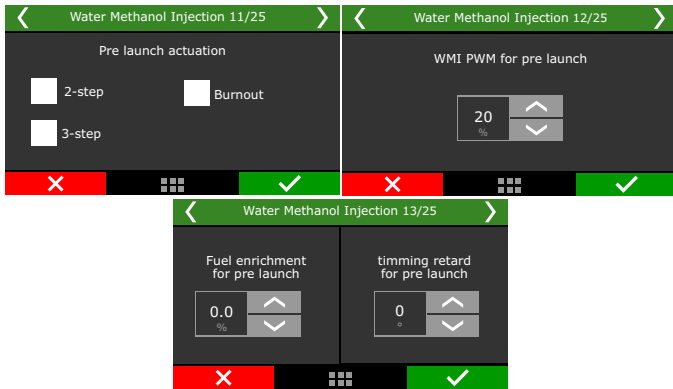 Water Methanol Injection 11/25
Pre launch actuation
2-step
Burnout
3-step
Water Methanol Injection 12/25
WMI PWM for pre launch
20
%
Water Methanol Injection 13/25
Fuel enrichment
for pre launch
0.0
%
timming retard
for pre launch
0
°